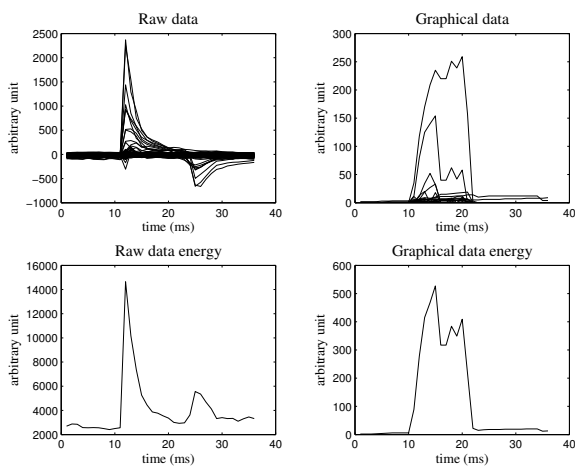 Raw data
2500
2000
1500
1000
500
0
−500
−1000
arbitrary unit
0 10 20 30 40
time (ms)
Graphical data
300
250
200
150
100
50
0
arbitrary unit
0 10 20 30 40
time (ms)
Raw data energy
16000
14000
12000
10000
8000
6000
4000
2000
arbitrary unit
0 10 20 30 40
time (ms)
Graphical data energy
600
500
400
300
200
100
0
arbitrary unit
0 10 20 30 40
time (ms)